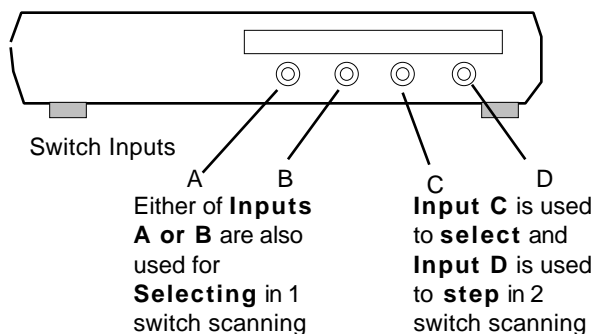 Switch Inputs
A
B
C
D
Either of Inputs
A or B are also
used for
Selecting in 1
switch scanning
Input C is used
to select and
Input D is used
to step in 2
switch scanning